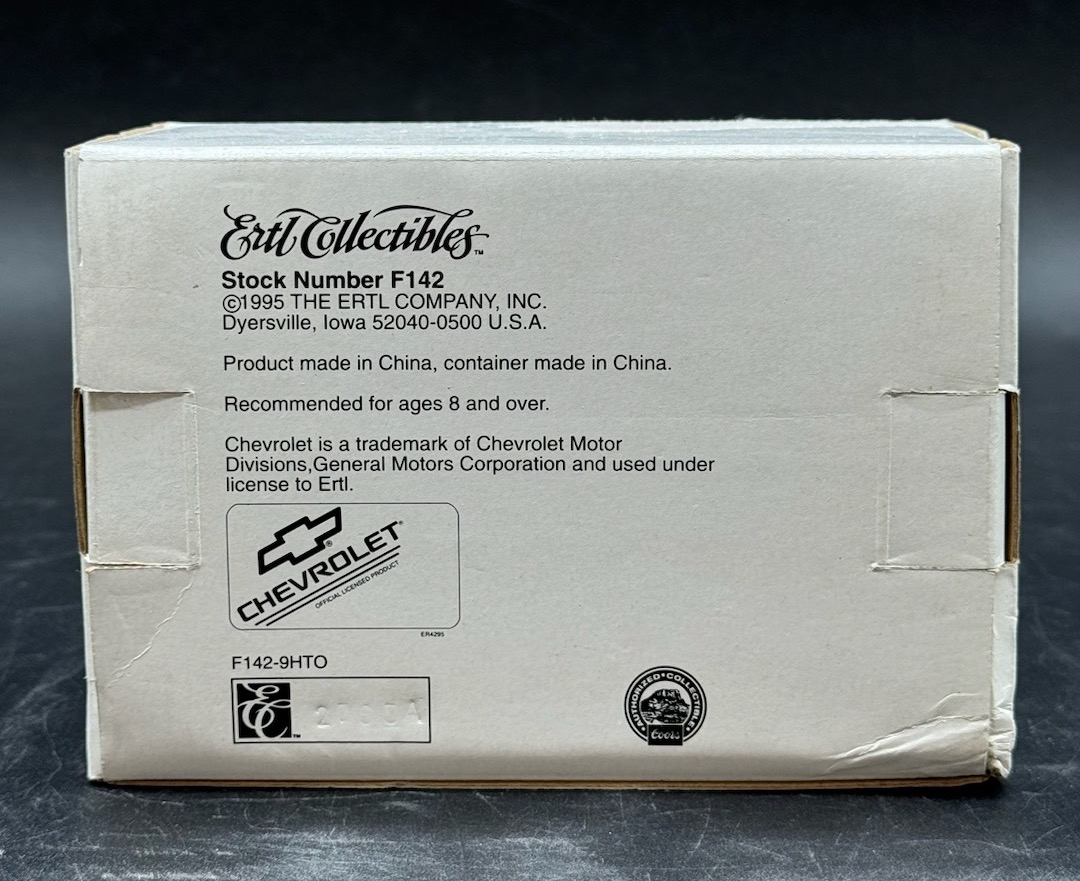 Ertl Collectibles™
Stock Number F142
©1995 THE ERTL COMPANY, INC.
Dyersville, Iowa 52040-0500 U.S.A.
Product made in China, container made in China.
Recommended for ages 8 and over.
Chevrolet is a trademark of Chevrolet Motor
Divisions,General Motors Corporation and used under
license to Ertl.
CHEVROLET®
OFFICIAL LICENSED PRODUCT
ER4295
F142-9HTO
AUTHORIZED•COLLECTIBLE•
Coors